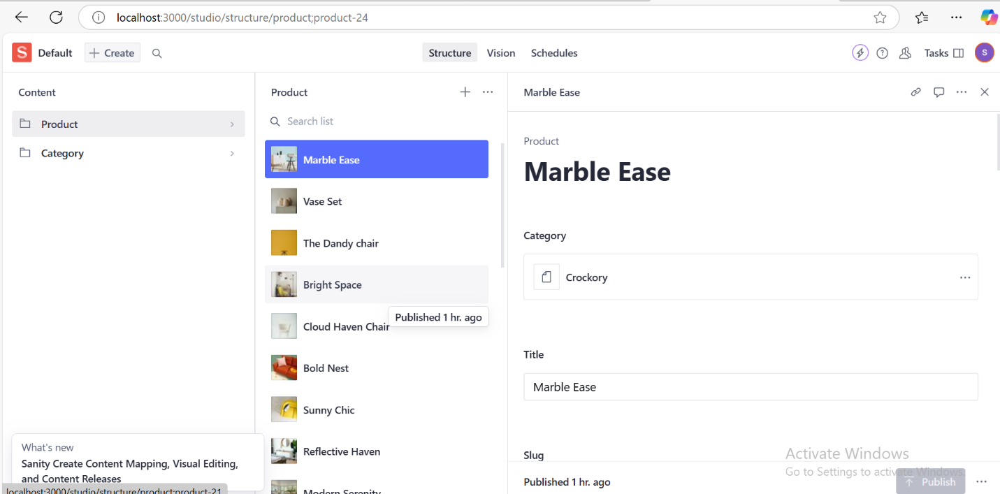 localhost:3000/studio/structure/product;product-24
S Default + Create Structure Vision Schedules Tasks S
Content
Product
Category
What's new
Sanity Create Content Mapping, Visual Editing,
and Content Releases
localhost:3000/studio/structure/product;product-21
Product
Search list
Marble Ease
Vase Set
The Dandy chair
Bright Space
Published 1 hr. ago
Cloud Haven Chair
Bold Nest
Sunny Chic
Reflective Haven
Modern Serenity
Marble Ease
Product
Marble Ease
Category
Crockory
Title
Marble Ease
Slug
Activate Windows
Go to Settings to activate Windows.
Published 1 hr. ago
Publish